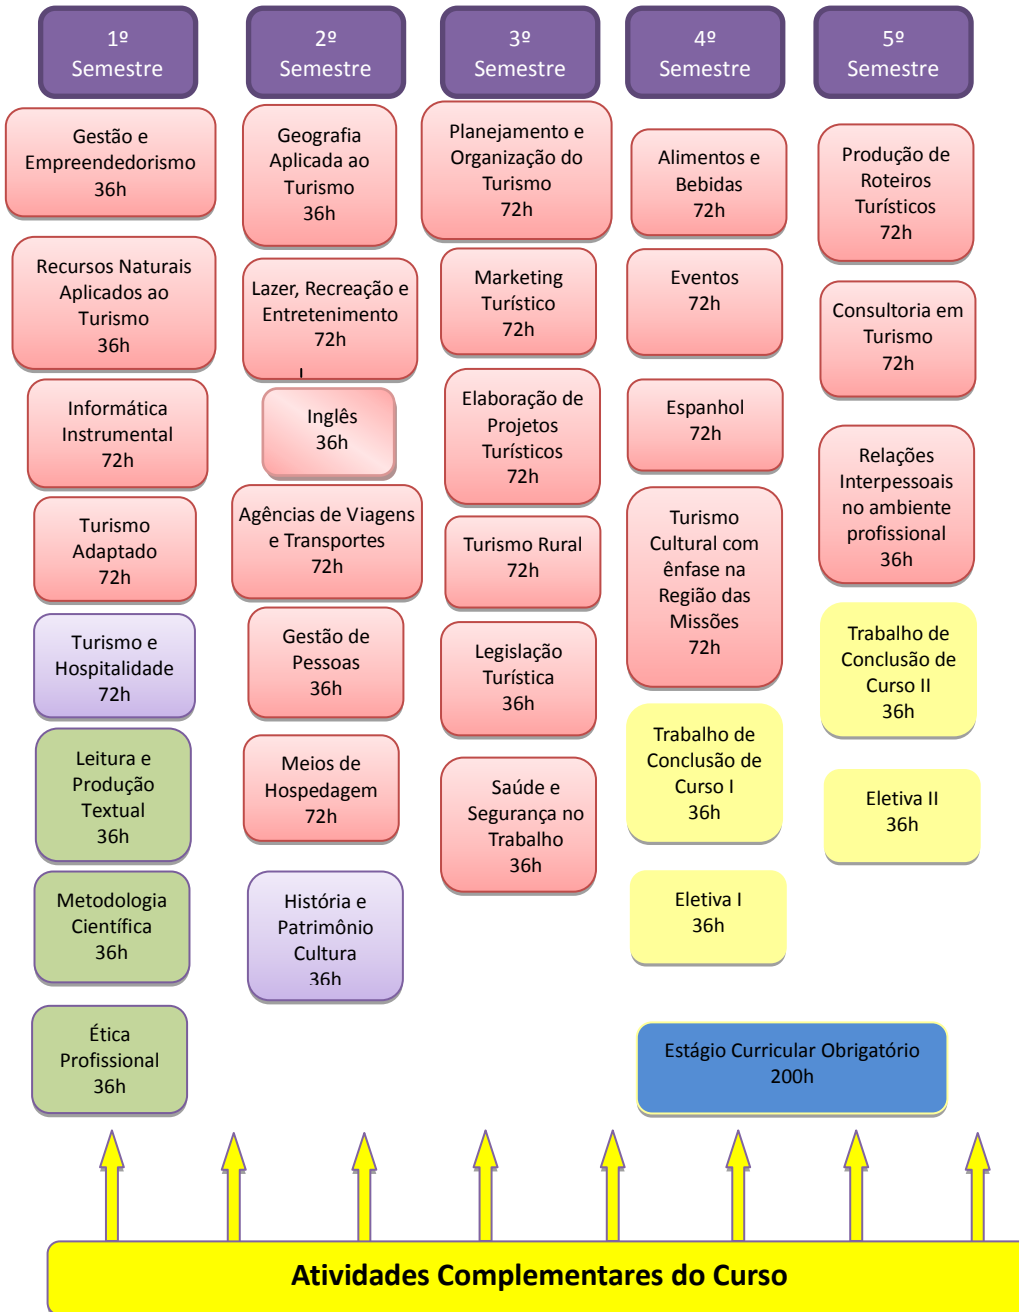 1º
Semestre
2º
Semestre
3º
Semestre
4º
Semestre
5º
Semestre
Gestão e
Empreendedorismo
36h
Recursos Naturais
Aplicados ao
Turismo
36h
Informática
Instrumental
72h
Turismo
Adaptado
72h
Turismo e
Hospitalidade
72h
Leitura e
Produção
Textual
36h
Metodologia
Científica
36h
Ética
Profissional
36h
Geografia
Aplicada ao
Turismo
36h
Lazer, Recreação e
Entretenimento
72h
Inglês
36h
Agências de Viagens
e Transportes
72h
Gestão de
Pessoas
36h
Meios de
Hospedagem
72h
História e
Patrimônio
Cultura
36h
Planejamento e
Organização do
Turismo
72h
Marketing
Turístico
72h
Elaboração de
Projetos
Turísticos
72h
Turismo Rural
72h
Legislação
Turística
36h
Saúde e
Segurança no
Trabalho
36h
Alimentos e
Bebidas
72h
Eventos
72h
Espanhol
72h
Turismo
Cultural com
ênfase na
Região das
Missões
72h
Trabalho de
Conclusão de
Curso I
36h
Eletiva I
36h
Produção de
Roteiros
Turísticos
72h
Consultoria em
Turismo
72h
Relações
Interpessoais
no ambiente
profissional
36h
Trabalho de
Conclusão de
Curso II
36h
Eletiva II
36h
Estágio Curricular Obrigatório
200h
Atividades Complementares do Curso